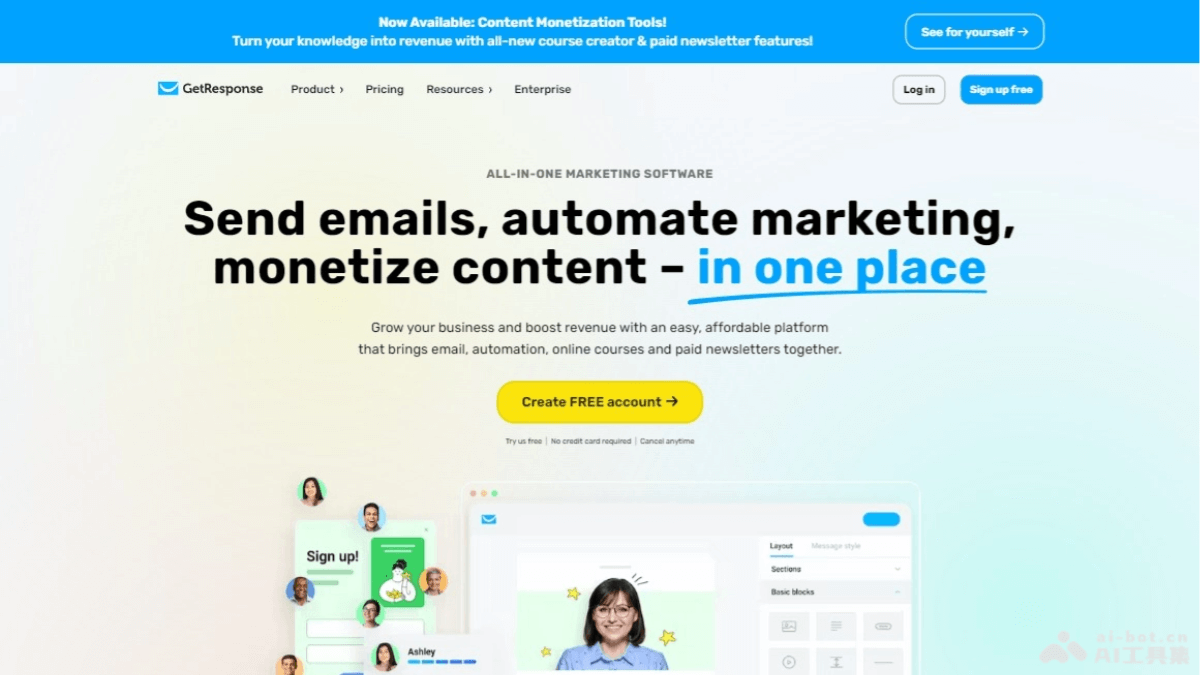 Now Available: Content Monetization Tools!
Turn your knowledge into revenue with all-new course creator & paid newsletter features!
See for yourself →
GetResponse
Product ›
Pricing
Resources ›
Enterprise
Log in
Sign up free
ALL-IN-ONE MARKETING SOFTWARE
Send emails, automate marketing,
monetize content – in one place
Grow your business and boost revenue with an easy, affordable platform
that brings email, automation, online courses and paid newsletters together.
Create FREE account →
Try us free | No credit card required | Cancel anytime
Sign up!
Layout
Message style
Sections
Basic blocks
Ashley
ai-bot.cn
AI工具集